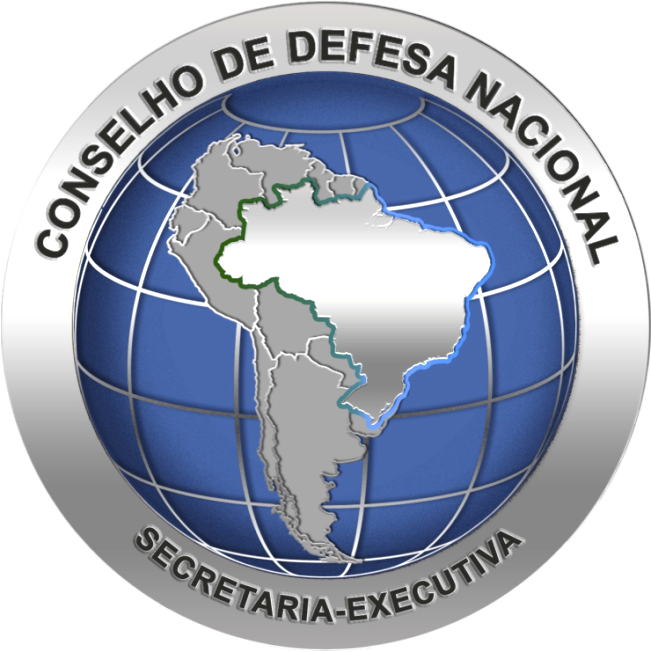 CONSELHO DE DEFESA NACIONAL
SECRETARIA-EXECUTIVA